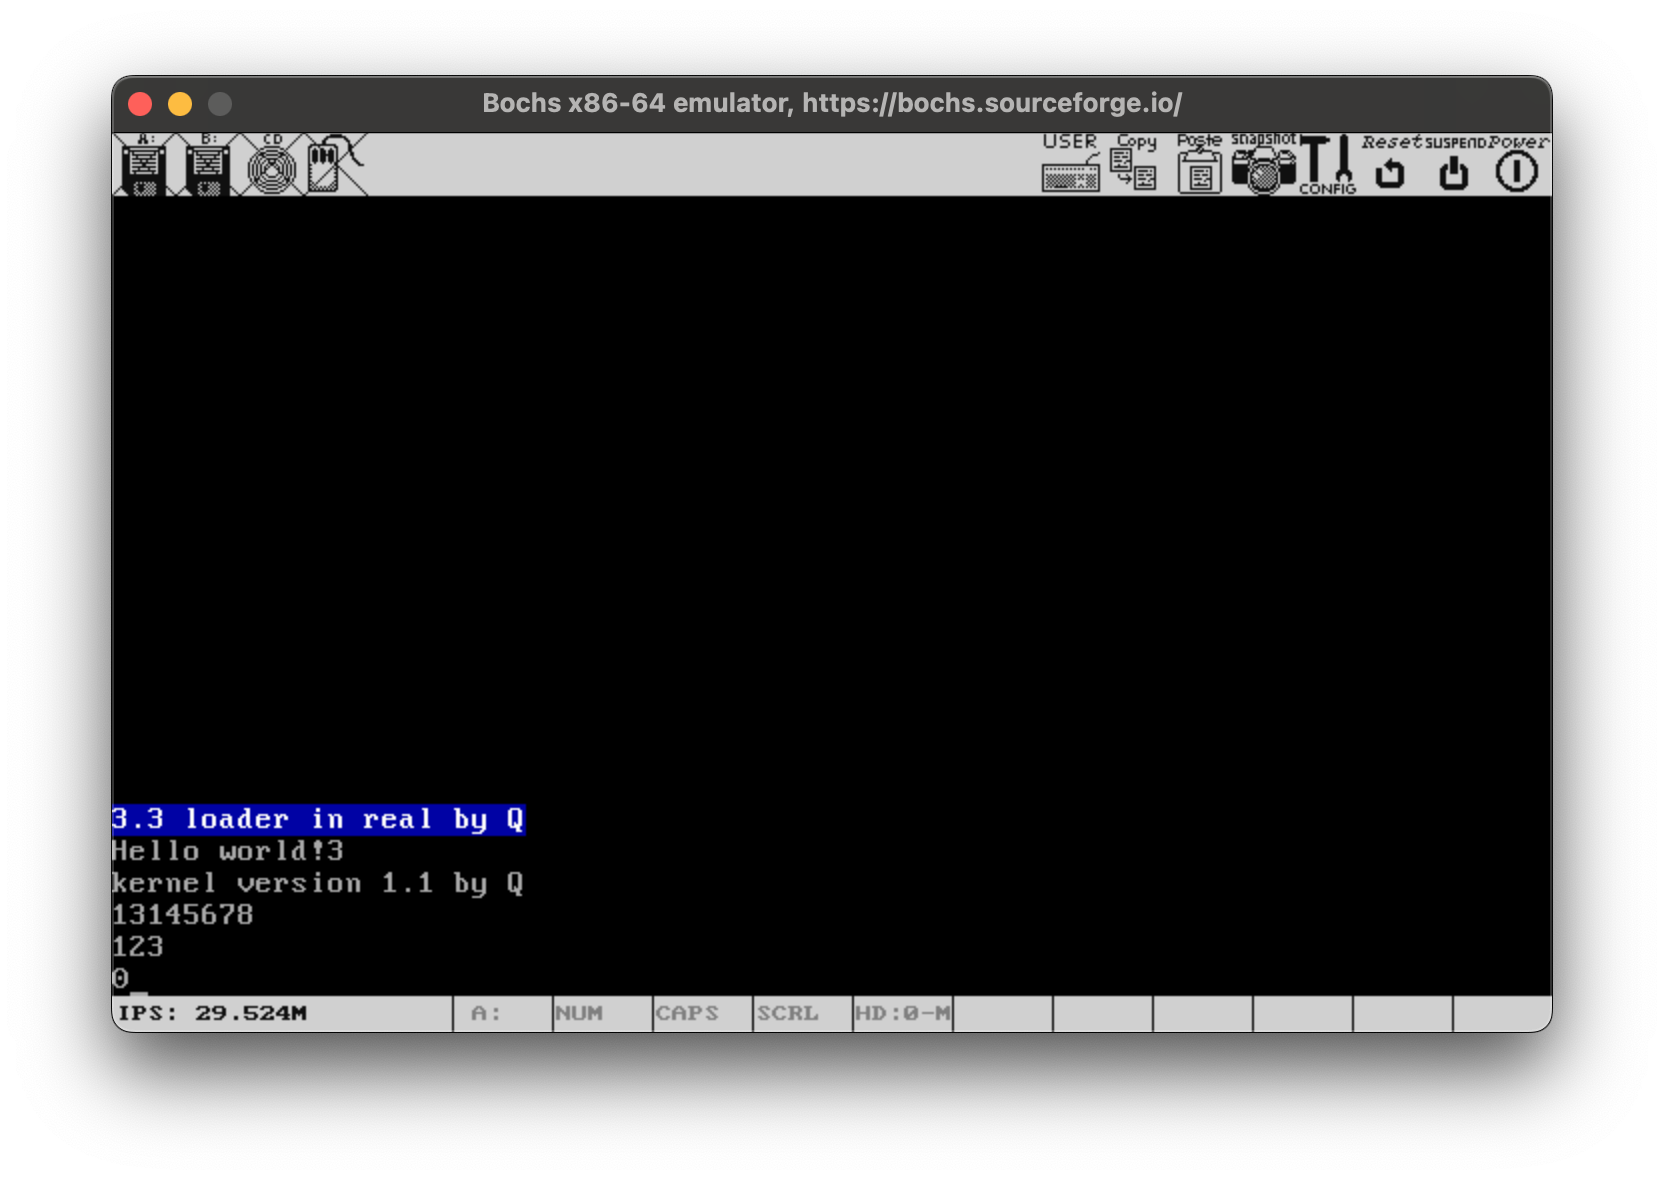 Bochs x86-64 emulator, https://bochs.sourceforge.io/
A: B: CD USER Copy Paste snapshot CONFIG Reset SUSPEND Power
3.3 loader in real by Q
Hello world!3
kernel version 1.1 by Q
13145678
123
0_
IPS: 29.524M A: NUM CAPS SCRL HD:0-M